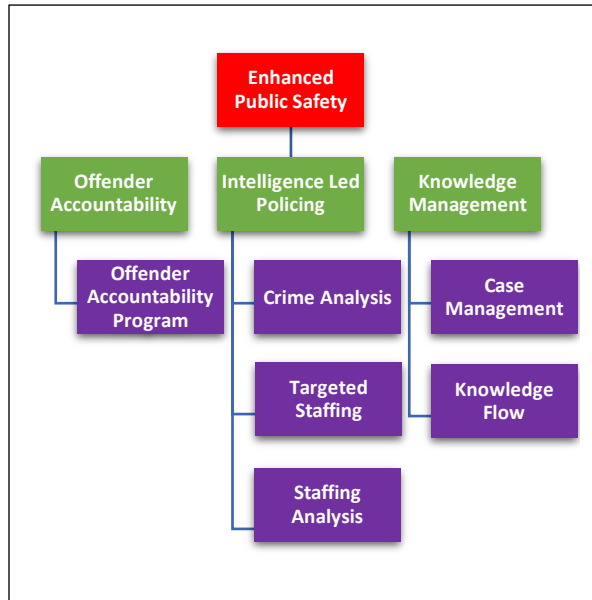 Enhanced
Public Safety
Offender
Accountability
Intelligence Led
Policing
Knowledge
Management
Offender
Accountability
Program
Crime Analysis
Case
Management
Targeted
Staffing
Knowledge
Flow
Staffing
Analysis